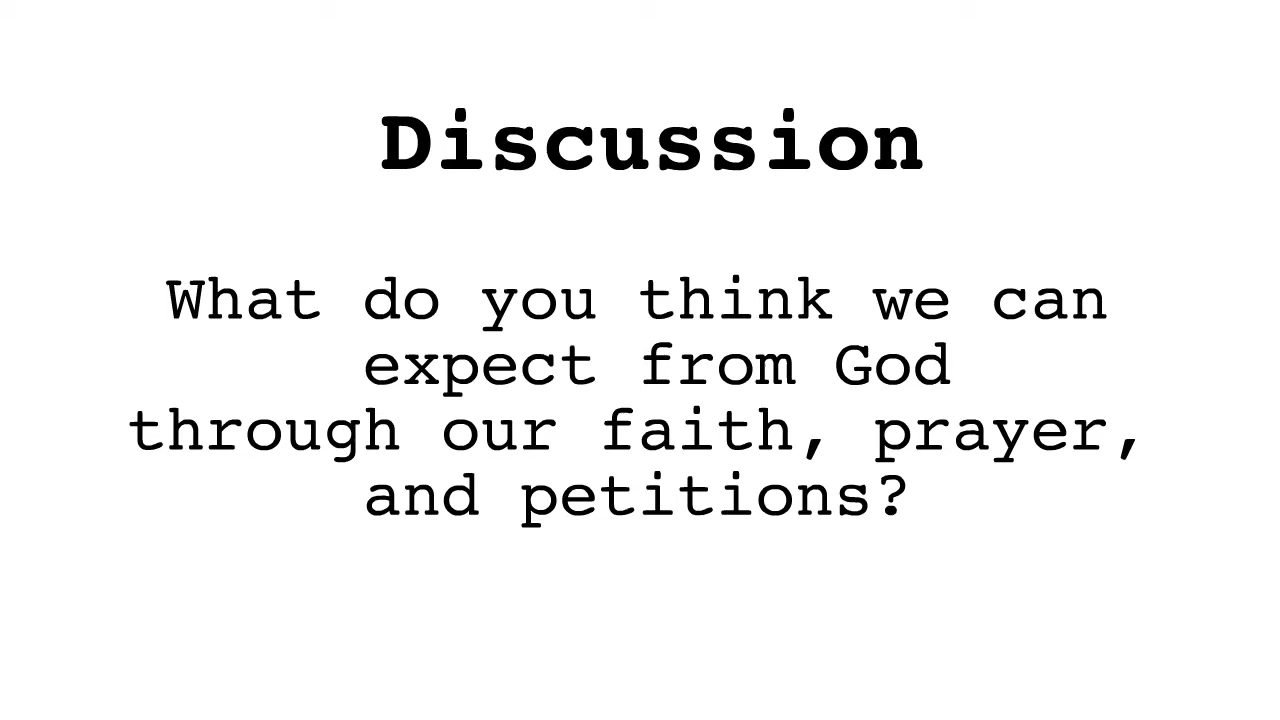 Discussion
What do you think we can
expect from God
through our faith, prayer,
and petitions?